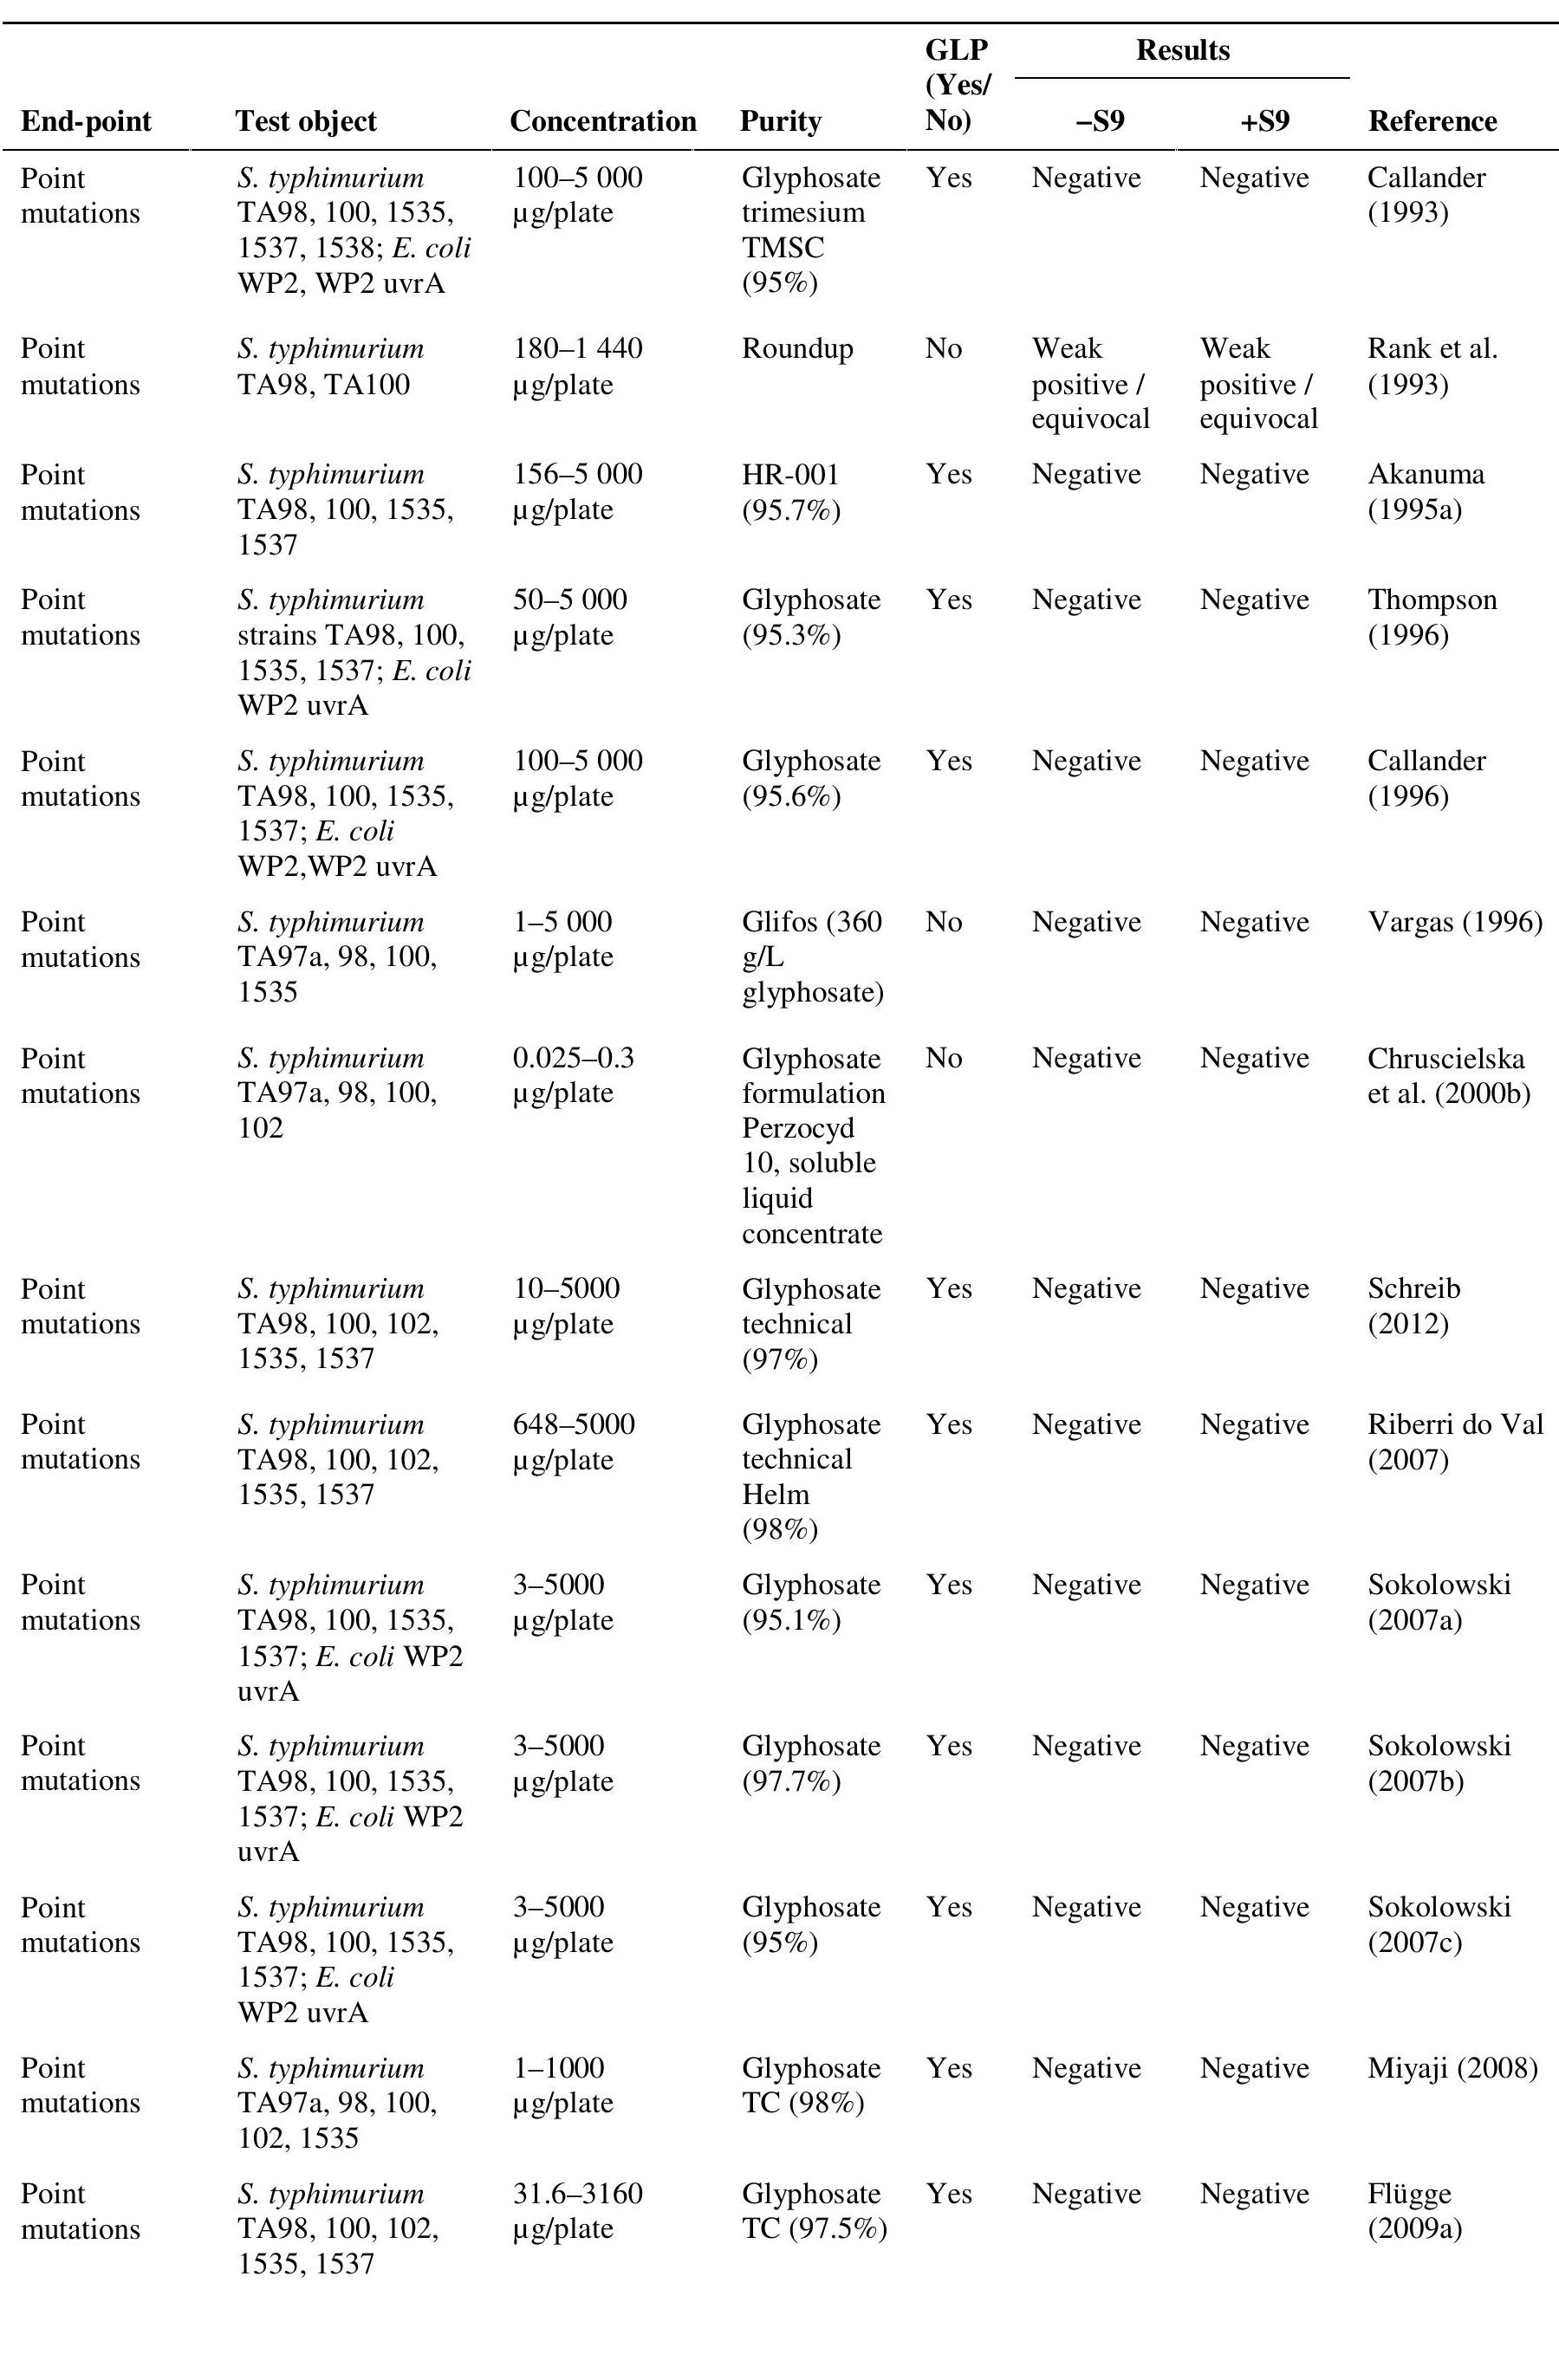 GLP (Yes/ No) Results
End-point Test object Concentration Purity −S9 +S9 Reference
Point mutations S. typhimurium TA98, 100, 1535, 1537, 1538; E. coli WP2, WP2 uvrA 100–5 000 µg/plate Glyphosate trimesium TMSC (95%) Yes Negative Negative Callander (1993)
Point mutations S. typhimurium TA98, TA100 180–1 440 µg/plate Roundup No Weak positive / equivocal Weak positive / equivocal Rank et al. (1993)
Point mutations S. typhimurium TA98, 100, 1535, 1537 156–5 000 µg/plate HR-001 (95.7%) Yes Negative Negative Akanuma (1995a)
Point mutations S. typhimurium strains TA98, 100, 1535, 1537; E. coli WP2 uvrA 50–5 000 µg/plate Glyphosate (95.3%) Yes Negative Negative Thompson (1996)
Point mutations S. typhimurium TA98, 100, 1535, 1537; E. coli WP2,WP2 uvrA 100–5 000 µg/plate Glyphosate (95.6%) Yes Negative Negative Callander (1996)
Point mutations S. typhimurium TA97a, 98, 100, 1535 1–5 000 µg/plate Glifos (360 g/L glyphosate) No Negative Negative Vargas (1996)
Point mutations S. typhimurium TA97a, 98, 100, 102 0.025–0.3 µg/plate Glyphosate formulation Perzocyd 10, soluble liquid concentrate No Negative Negative Chruscielska et al. (2000b)
Point mutations S. typhimurium TA98, 100, 102, 1535, 1537 10–5000 µg/plate Glyphosate technical (97%) Yes Negative Negative Schreib (2012)
Point mutations S. typhimurium TA98, 100, 102, 1535, 1537 648–5000 µg/plate Glyphosate technical Helm (98%) Yes Negative Negative Riberri do Val (2007)
Point mutations S. typhimurium TA98, 100, 1535, 1537; E. coli WP2 uvrA 3–5000 µg/plate Glyphosate (95.1%) Yes Negative Negative Sokolowski (2007a)
Point mutations S. typhimurium TA98, 100, 1535, 1537; E. coli WP2 uvrA 3–5000 µg/plate Glyphosate (97.7%) Yes Negative Negative Sokolowski (2007b)
Point mutations S. typhimurium TA98, 100, 1535, 1537; E. coli WP2 uvrA 3–5000 µg/plate Glyphosate (95%) Yes Negative Negative Sokolowski (2007c)
Point mutations S. typhimurium TA97a, 98, 100, 102, 1535 1–1000 µg/plate Glyphosate TC (98%) Yes Negative Negative Miyaji (2008)
Point mutations S. typhimurium TA98, 100, 102, 1535, 1537 31.6–3160 µg/plate Glyphosate TC (97.5%) Yes Negative Negative Flügge (2009a)